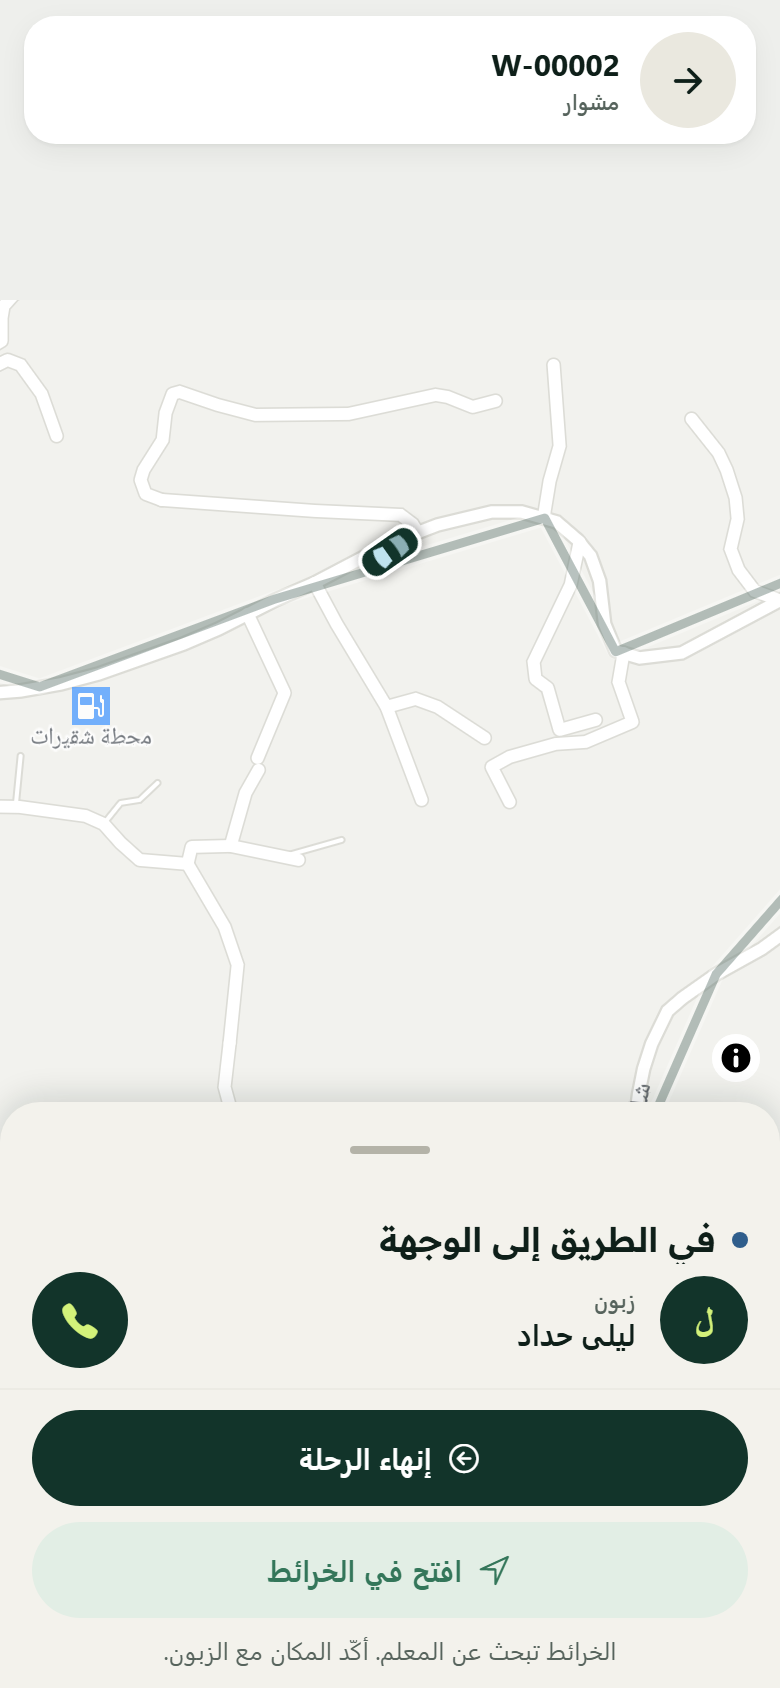 W-00002
مشوار
محطة شقيرات
في الطريق إلى الوجهة
ل
زبون
ليلى حداد
إنهاء الرحلة
افتح في الخرائط
الخرائط تبحث عن المعلم. أكّد المكان مع الزبون.